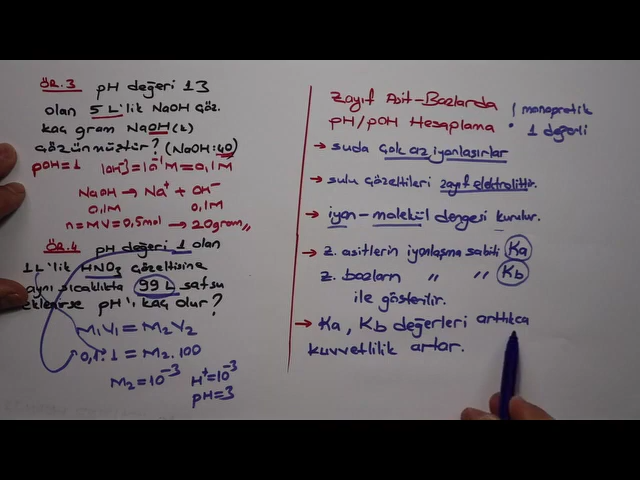 ÖR.3 pH değeri 13
olan 5 L'lik NaOH çöz.
kaç gram NaOH(k)
çözünmüştür? (NaOH:40)
pOH=1 [OH⁻]=10⁻¹M=0,1M
NaOH → Na⁺ + OH⁻
0,1M 0,1M
n=MV=0,5mol → 20gram
ÖR.4 pH değeri 1 olan
1L'lik HNO₃ çözeltisine
aynı sıcaklıkta 99 L saf su
eklenirse pH'ı kaç olur?
M₁V₁ = M₂V₂
0,1.1 = M₂.100
M₂=10⁻³ H⁺=10⁻³
pH=3
Zayıf Asit-Bazlarda
pH/pOH Hesaplama
monoprotik
1 değerli
→ suda çok az iyonlaşırlar
→ sulu çözeltileri zayıf elektrolittir.
→ iyon-molekül dengesi kurulur.
→ z. asitlerin iyonlaşma sabiti Ka
z. bazların " " Kb
ile gösterilir.
→ Ka, Kb değerleri arttıkca
kuvvetlilik artar.